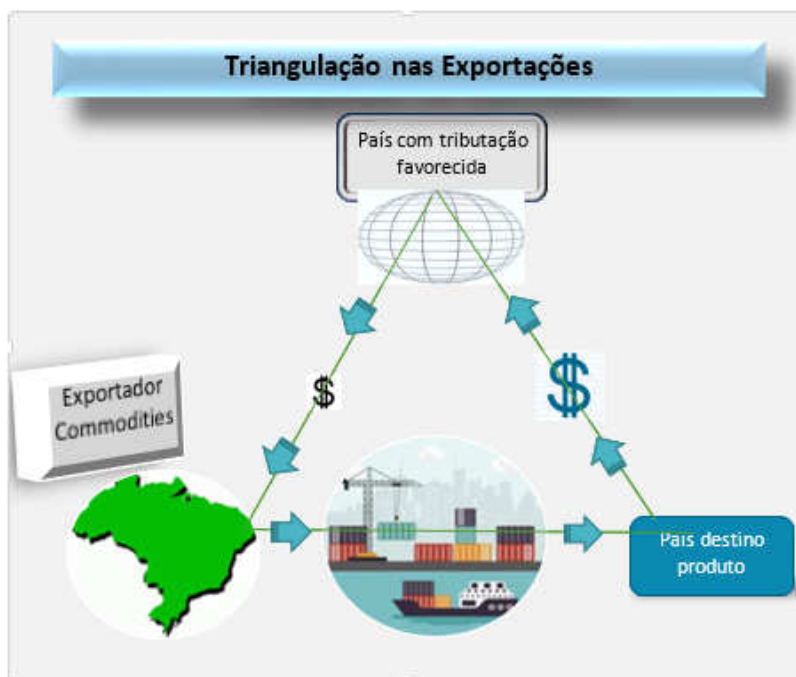 Triangulação nas Exportações
País com tributação
favorecida
$
$
Exportador
Commodities
País destino
produto